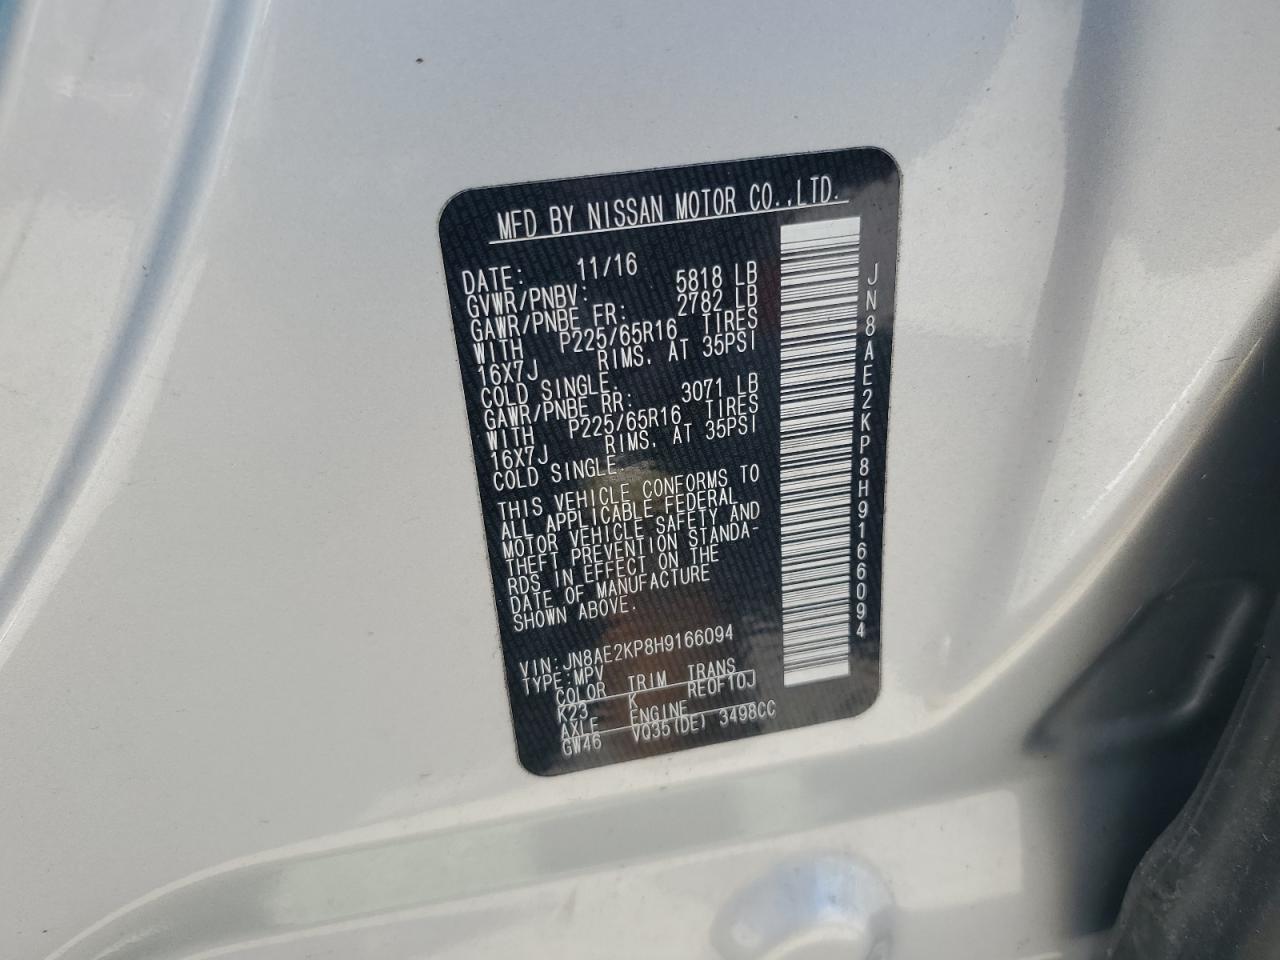 MFD BY NISSAN MOTOR CO.,LTD.
DATE: 11/16
GVWR/PNBV: 5818 LB
GAWR/PNBE FR: 2782 LB
WITH P225/65R16 TIRES
16X7J RIMS, AT 35PSI
COLD SINGLE.
GAWR/PNBE RR: 3071 LB
WITH P225/65R16 TIRES
16X7J RIMS, AT 35PSI
COLD SINGLE.
THIS VEHICLE CONFORMS TO
ALL APPLICABLE FEDERAL
MOTOR VEHICLE SAFETY AND
THEFT PREVENTION STANDA-
RDS IN EFFECT ON THE
DATE OF MANUFACTURE
SHOWN ABOVE.
VIN:JN8AE2KP8H9166094
TYPE:MPV
COLOR TRIM TRANS
K23 K RE0F10J
AXLE ENGINE
GW46 VQ35(DE) 3498CC
JN8AE2KP8H9166094